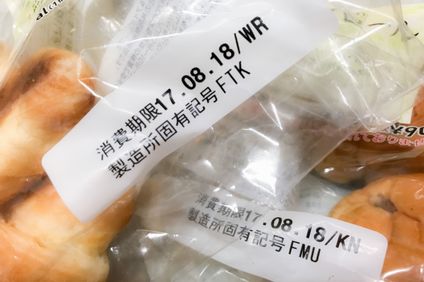 消費期限17.08.18/WR
製造所固有記号FTK
消費期限17.08.18/KN
製造所固有記号FMU